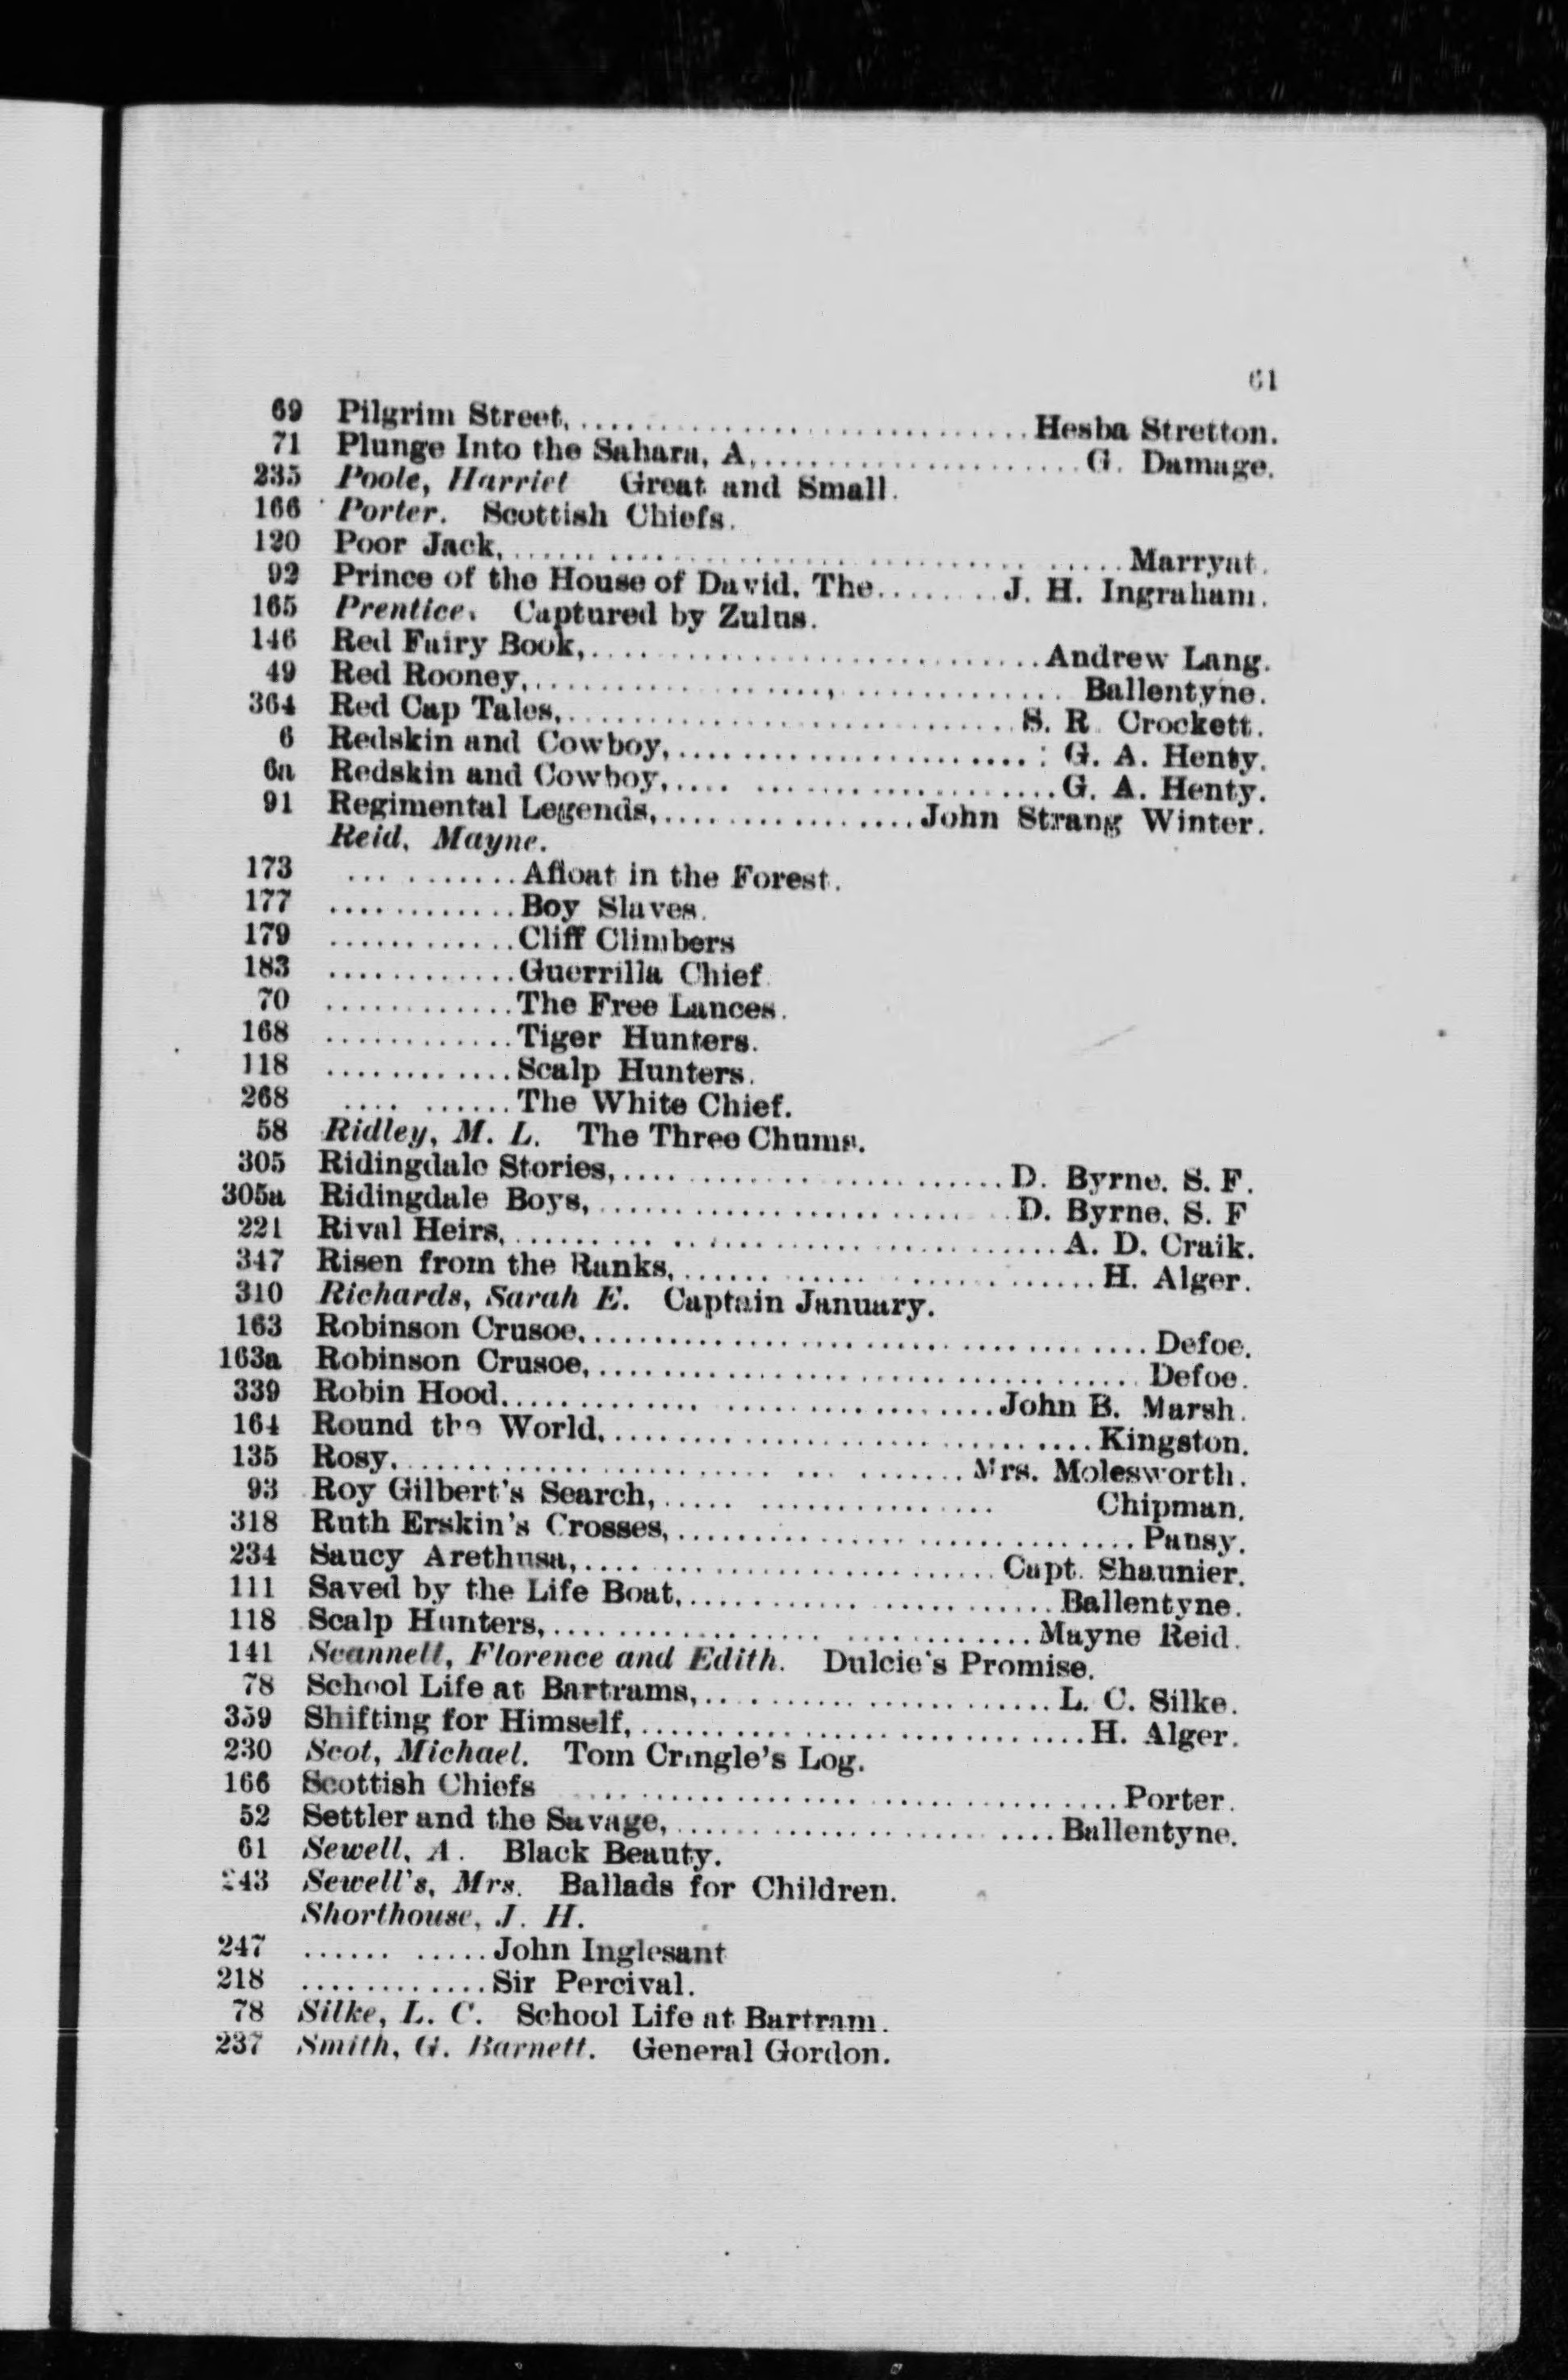 61
69 Pilgrim Street,.............................Hesba Stretton.
71 Plunge Into the Sahara, A,.....................G. Damage.
235 Poole, Harriet Great and Small.
166 Porter. Scottish Chiefs.
120 Poor Jack,......................................Marryat.
92 Prince of the House of David, The........J. H. Ingraham.
165 Prentice. Captured by Zulus.
146 Red Fairy Book,.............................Andrew Lang.
49 Red Rooney,.................................Ballentyne.
364 Red Cap Tales,.............................S. R. Crockett.
6 Redskin and Cowboy,.......................: G. A. Henty.
6a Redskin and Cowboy,........................G. A. Henty.
91 Regimental Legends,.................John Strang Winter.
Reid, Mayne.
173 ............Afloat in the Forest.
177 ............Boy Slaves.
179 ............Cliff Climbers
183 ............Guerrilla Chief
70 ............The Free Lances.
168 ............Tiger Hunters.
118 ............Scalp Hunters.
268 ............The White Chief.
58 Ridley, M. L. The Three Chums.
305 Ridingdale Stories,........................D. Byrne. S. F.
305a Ridingdale Boys,..........................D. Byrne. S. F
221 Rival Heirs,..................................A. D. Craik.
347 Risen from the Ranks,..........................H. Alger.
310 Richards, Sarah E. Captain January.
163 Robinson Crusoe,...................................Defoe.
163a Robinson Crusoe,..................................Defoe.
339 Robin Hood...............................John B. Marsh.
164 Round the World,..............................Kingston.
135 Rosy,...................................Mrs. Molesworth.
93 Roy Gilbert's Search,..................... Chipman.
318 Ruth Erskin's Crosses,.............................Pansy.
234 Saucy Arethusa,..........................Capt. Shaunier.
111 Saved by the Life Boat,.......................Ballentyne.
118 Scalp Hunters,..............................Mayne Reid.
141 Scannell, Florence and Edith. Dulcie's Promise.
78 School Life at Bartrams,......................L. C. Silke.
359 Shifting for Himself,............................H. Alger.
230 Scot, Michael. Tom Cringle's Log.
166 Scottish Chiefs ..................................Porter.
52 Settler and the Savage,........................Ballentyne.
61 Sewell, A. Black Beauty.
243 Sewell's, Mrs. Ballads for Children.
Shorthouse, J. H.
247 ...........John Inglesant
218 ............Sir Percival.
78 Silke, L. C. School Life at Bartram.
237 Smith, G. Barnett. General Gordon.